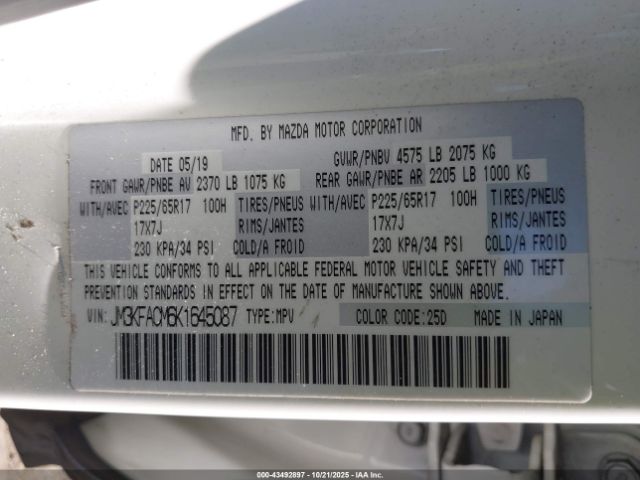 MFD. BY MAZDA MOTOR CORPORATION
DATE 05/19 GVWR/PNBV 4575 LB 2075 KG
FRONT GAWR/PNBE AV 2370 LB 1075 KG REAR GAWR/PNBE AR 2205 LB 1000 KG
WITH/AVEC P225/65R17 100H TIRES/PNEUS WITH/AVEC P225/65R17 100H TIRES/PNEUS
17X7J RIMS/JANTES 17X7J RIMS/JANTES
230 KPA/34 PSI COLD/A FROID 230 KPA/34 PSI COLD/A FROID
THIS VEHICLE CONFORMS TO ALL APPLICABLE FEDERAL MOTOR VEHICLE SAFETY AND THEFT
PREVENTION STANDARDS IN EFFECT ON THE DATE OF MANUFACTURE SHOWN ABOVE.
VIN: JM3KFACM6K1645087 TYPE:MPV COLOR CODE:25D MADE IN JAPAN
000-43492897 | 10/21/2025 | IAAI.COM